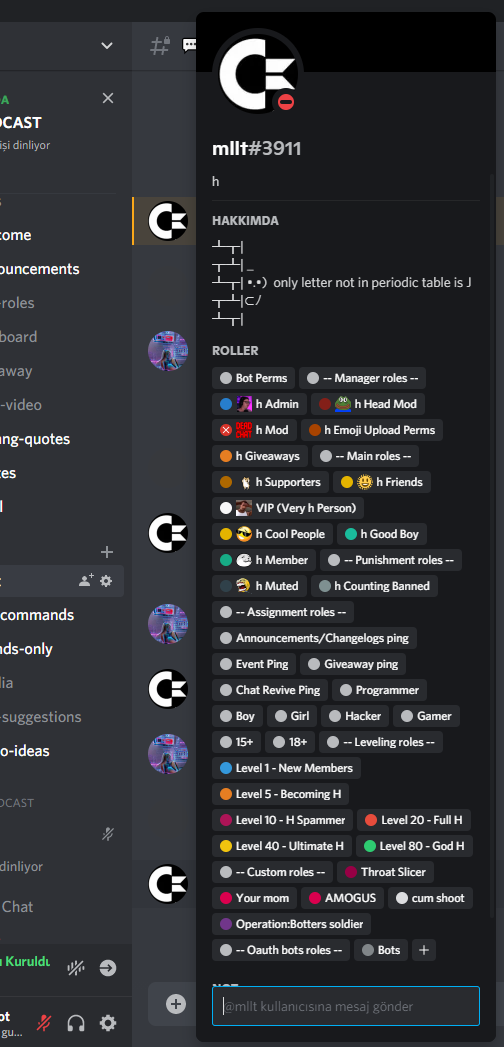 DA
CAST
işi dinliyor
come
ouncements
-roles
board
away
-video
ang-quotes
tes
l
commands
nds-only
dia
-suggestions
o-ideas
DCAST
dinliyor
Chat
ı Kuruldu
ot
gu...
mllt#3911
h
HAKKIMDA
┴┬┤
┬┴┤_
┴┬┤•.•) only letter not in periodic table is J
┬┴┤⊂ﾉ
┴┬┤
ROLLER
Bot Perms -- Manager roles --
h Admin h Head Mod
DEAD CHAT h Mod h Emoji Upload Perms
h Giveaways -- Main roles --
h Supporters h Friends
VIP (Very h Person)
h Cool People h Good Boy
h Member -- Punishment roles --
h Muted h Counting Banned
-- Assignment roles --
Announcements/Changelogs ping
Event Ping Giveaway ping
Chat Revive Ping Programmer
Boy Girl Hacker Gamer
15+ 18+ -- Leveling roles --
Level 1 - New Members
Level 5 - Becoming H
Level 10 - H Spammer Level 20 - Full H
Level 40 - Ultimate H Level 80 - God H
-- Custom roles -- Throat Slicer
Your mom AMOGUS cum shoot
Operation:Botters soldier
-- Oauth bots roles -- Bots +
NOT
@mllt kullanıcısına mesaj gönder